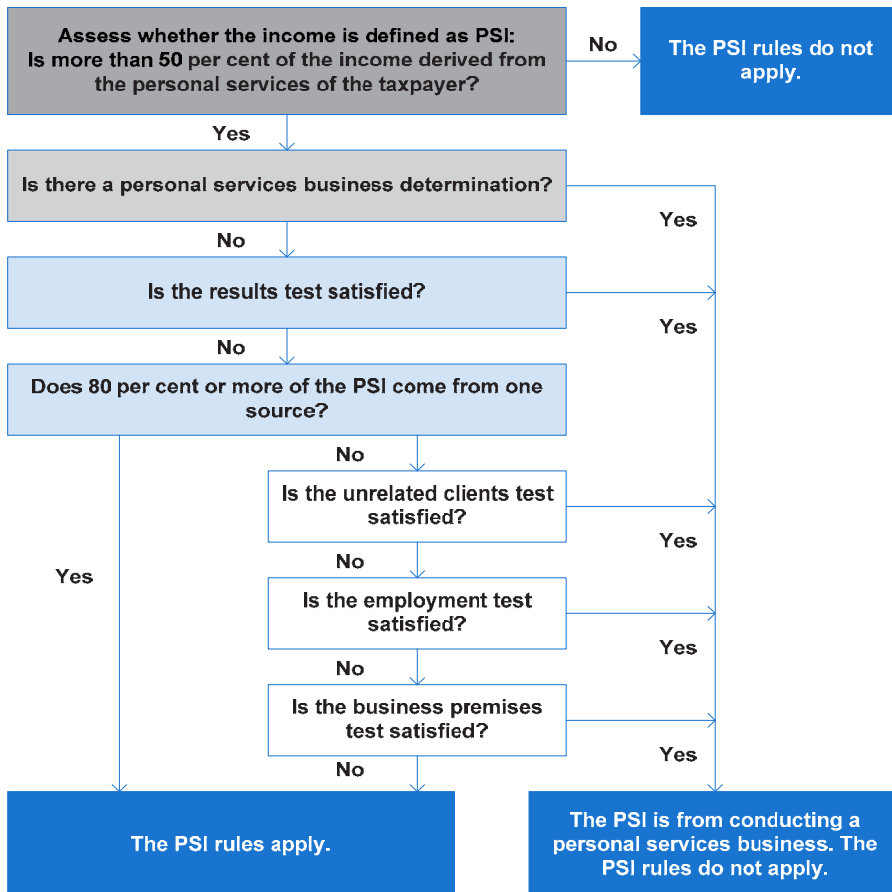 Assess whether the income is defined as PSI:
Is more than 50 per cent of the income derived from
the personal services of the taxpayer?
No
The PSI rules do not
apply.
Yes
Is there a personal services business determination?
Yes
No
Is the results test satisfied?
Yes
No
Does 80 per cent or more of the PSI come from one
source?
No
Is the unrelated clients test
satisfied?
Yes
No
Yes
Is the employment test
satisfied?
Yes
No
Is the business premises
test satisfied?
Yes
No
The PSI rules apply.
The PSI is from conducting a
personal services business. The
PSI rules do not apply.